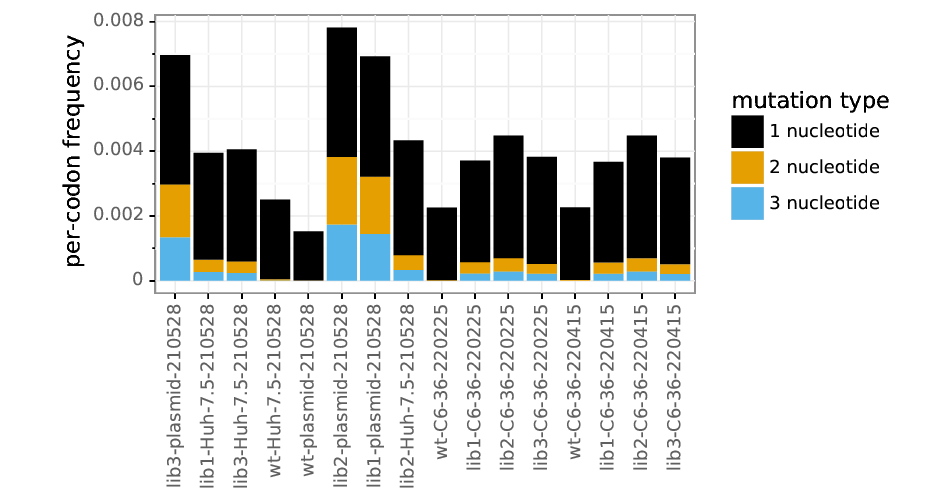 per-codon frequency
0.008
0.006
0.004
0.002
0
lib3-plasmid-210528
lib1-Huh-7.5-210528
lib3-Huh-7.5-210528
wt-Huh-7.5-210528
wt-plasmid-210528
lib2-plasmid-210528
lib1-plasmid-210528
lib2-Huh-7.5-210528
wt-C6-36-220225
lib1-C6-36-220225
lib2-C6-36-220225
lib3-C6-36-220225
wt-C6-36-220415
lib1-C6-36-220415
lib2-C6-36-220415
lib3-C6-36-220415
mutation type
1 nucleotide
2 nucleotide
3 nucleotide